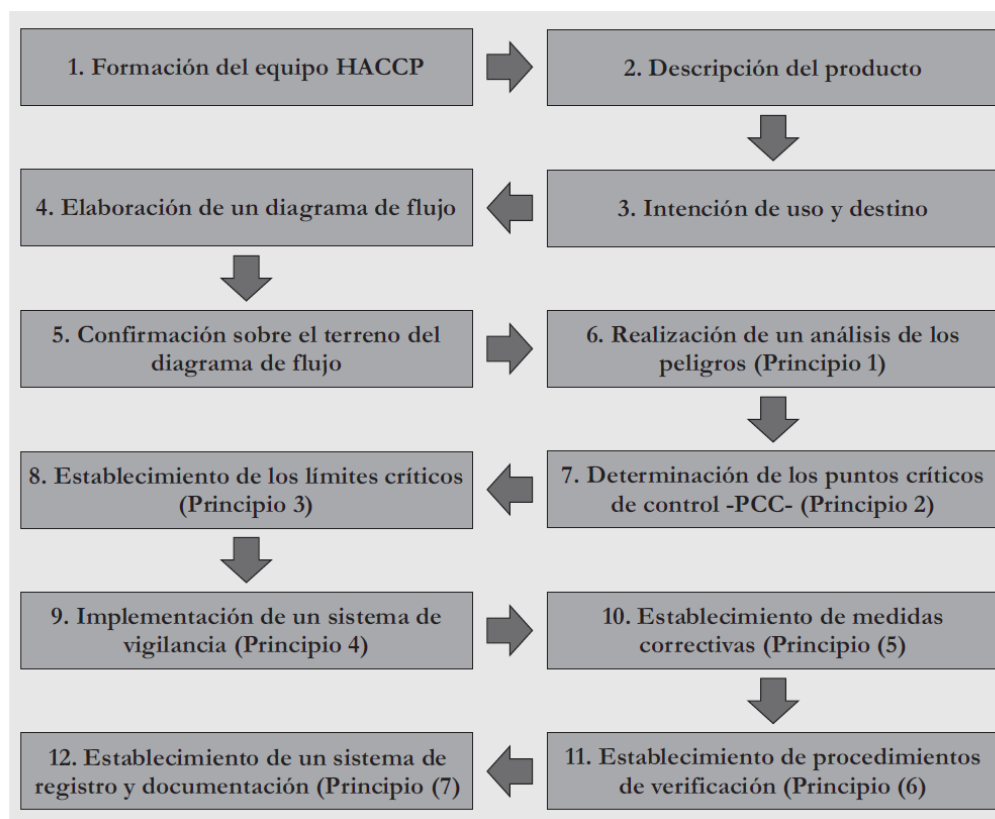 1. Formación del equipo HACCP
2. Descripción del producto
3. Intención de uso y destino
4. Elaboración de un diagrama de flujo
5. Confirmación sobre el terreno del
diagrama de flujo
6. Realización de un análisis de los
peligros (Principio 1)
7. Determinación de los puntos críticos
de control -PCC- (Principio 2)
8. Establecimiento de los límites críticos
(Principio 3)
9. Implementación de un sistema de
vigilancia (Principio 4)
10. Establecimiento de medidas
correctivas (Principio (5)
11. Establecimiento de procedimientos
de verificación (Principio (6)
12. Establecimiento de un sistema de
registro y documentación (Principio (7)